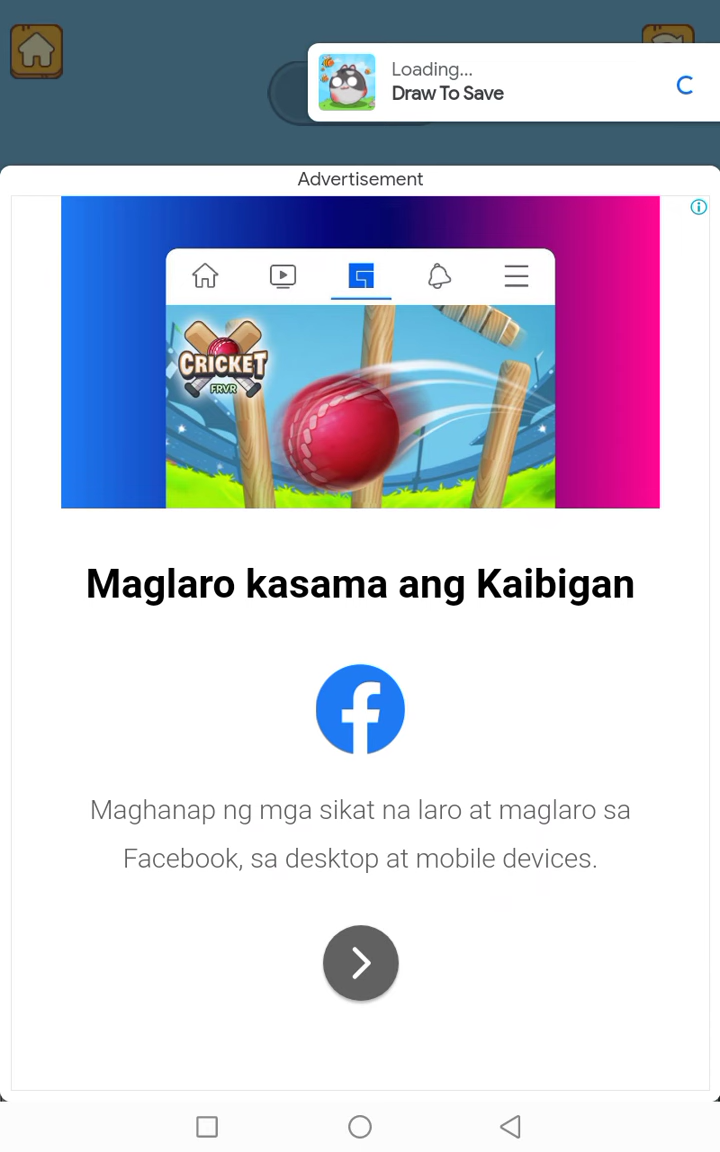 Loading...
Draw To Save
Advertisement
CRICKET
FRVR
Maglaro kasama ang Kaibigan
Maghanap ng mga sikat na laro at maglaro sa
Facebook, sa desktop at mobile devices.